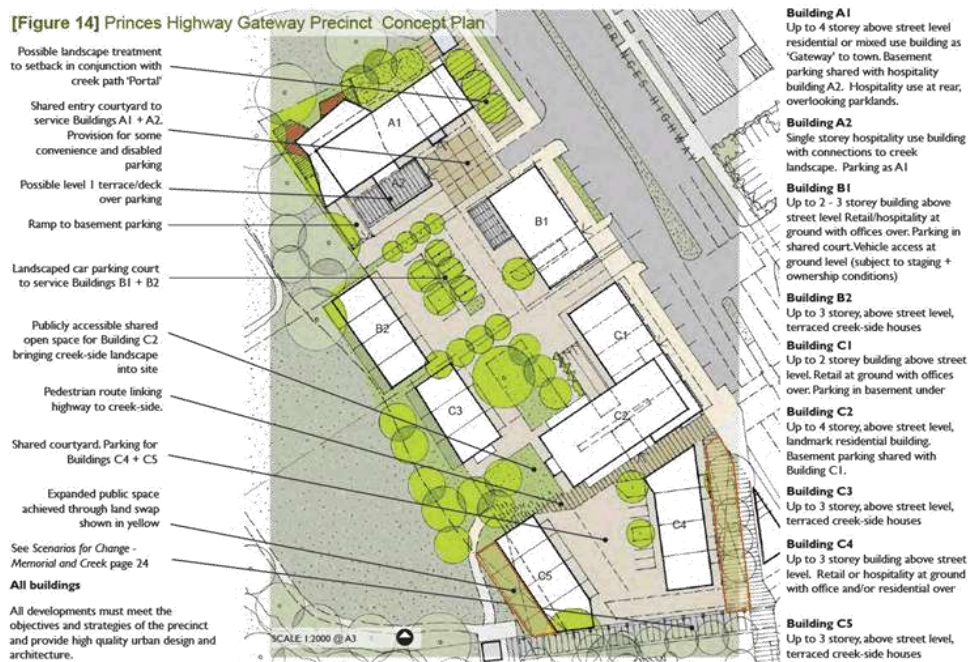 [Figure 14] Princes Highway Gateway Precinct Concept Plan
Possible landscape treatment
to setback in conjunction with
creek path 'Portal'
Shared entry courtyard to
service Buildings A1 + A2.
Provision for some
convenience and disabled
parking
Possible level 1 terrace/deck
over parking
Ramp to basement parking
Landscaped car parking court
to service Buildings B1 + B2
Publicly accessible shared
open space for Building C2
bringing creek-side landscape
into site
Pedestrian route linking
highway to creek-side.
Shared courtyard. Parking for
Buildings C4 + C5
Expanded public space
achieved through land swap
shown in yellow
See Scenarios for Change -
Memorial and Creek page 24
All buildings
All developments must meet the
objectives and strategies of the precinct
and provide high quality urban design and
architecture.
PRINCES HIGHWAY
A1
A2
B1
B2
C1
C3
C2
C4
C5
SCALE 1:2000 @ A3
Building A1
Up to 4 storey above street level
residential or mixed use building as
'Gateway' to town. Basement
parking shared with hospitality
building A2. Hospitality use at rear,
overlooking parklands.
Building A2
Single storey hospitality use building
with connections to creek
landscape. Parking as A1
Building B1
Up to 2 - 3 storey building above
street level Retail/hospitality at
ground with offices over. Parking in
shared court. Vehicle access at
ground level (subject to staging +
ownership conditions)
Building B2
Up to 3 storey, above street level,
terraced creek-side houses
Building C1
Up to 2 storey building above street
level. Retail at ground with offices
over. Parking in basement under
Building C2
Up to 4 storey, above street level,
landmark residential building.
Basement parking shared with
Building C1.
Building C3
Up to 3 storey, above street level,
terraced creek-side houses
Building C4
Up to 3 storey building above street
level. Retail or hospitality at ground
with office and/or residential over
Building C5
Up to 3 storey, above street level,
terraced creek-side houses